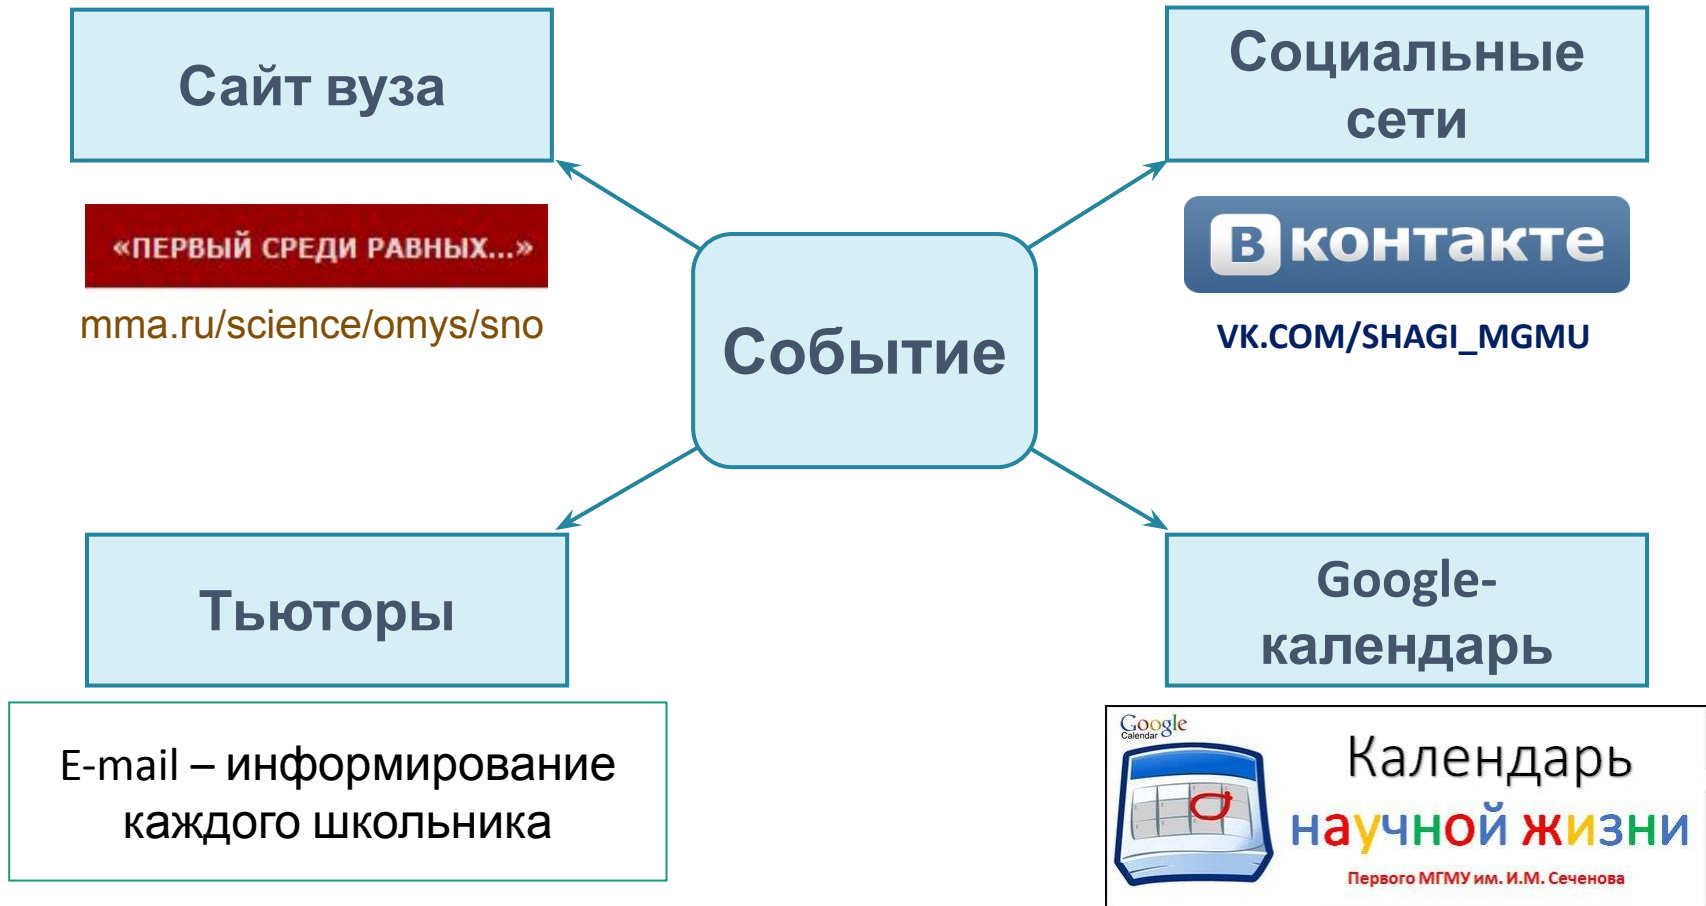 Сайт вуза
«ПЕРВЫЙ СРЕДИ РАВНЫХ...»
mma.ru/science/omys/sno
Социальные
сети
В контакте
VK.COM/SHAGI_MGMU
Событие
Тьюторы
E-mail – информирование
каждого школьника
Google-
календарь
Google
Calendar
Календарь
научной жизни
Первого МГМУ им. И.М. Сеченова